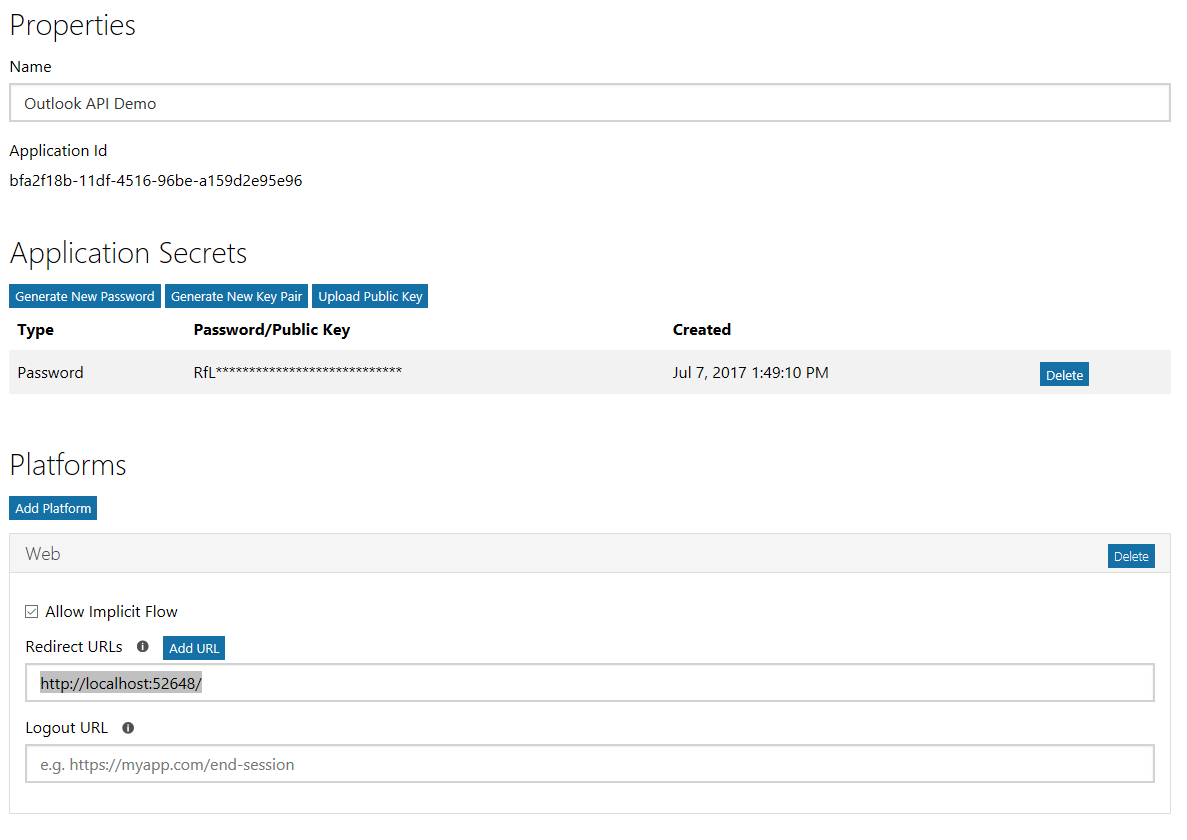 Properties
Name
Outlook API Demo
Application Id
bfa2f18b-11df-4516-96be-a159d2e95e96
Application Secrets
Generate New Password Generate New Key Pair Upload Public Key
Type Password/Public Key Created
Password RfL**************************** Jul 7, 2017 1:49:10 PM Delete
Platforms
Add Platform
Web Delete
Allow Implicit Flow
Redirect URLs Add URL
http://localhost:52648/
Logout URL
e.g. https://myapp.com/end-session